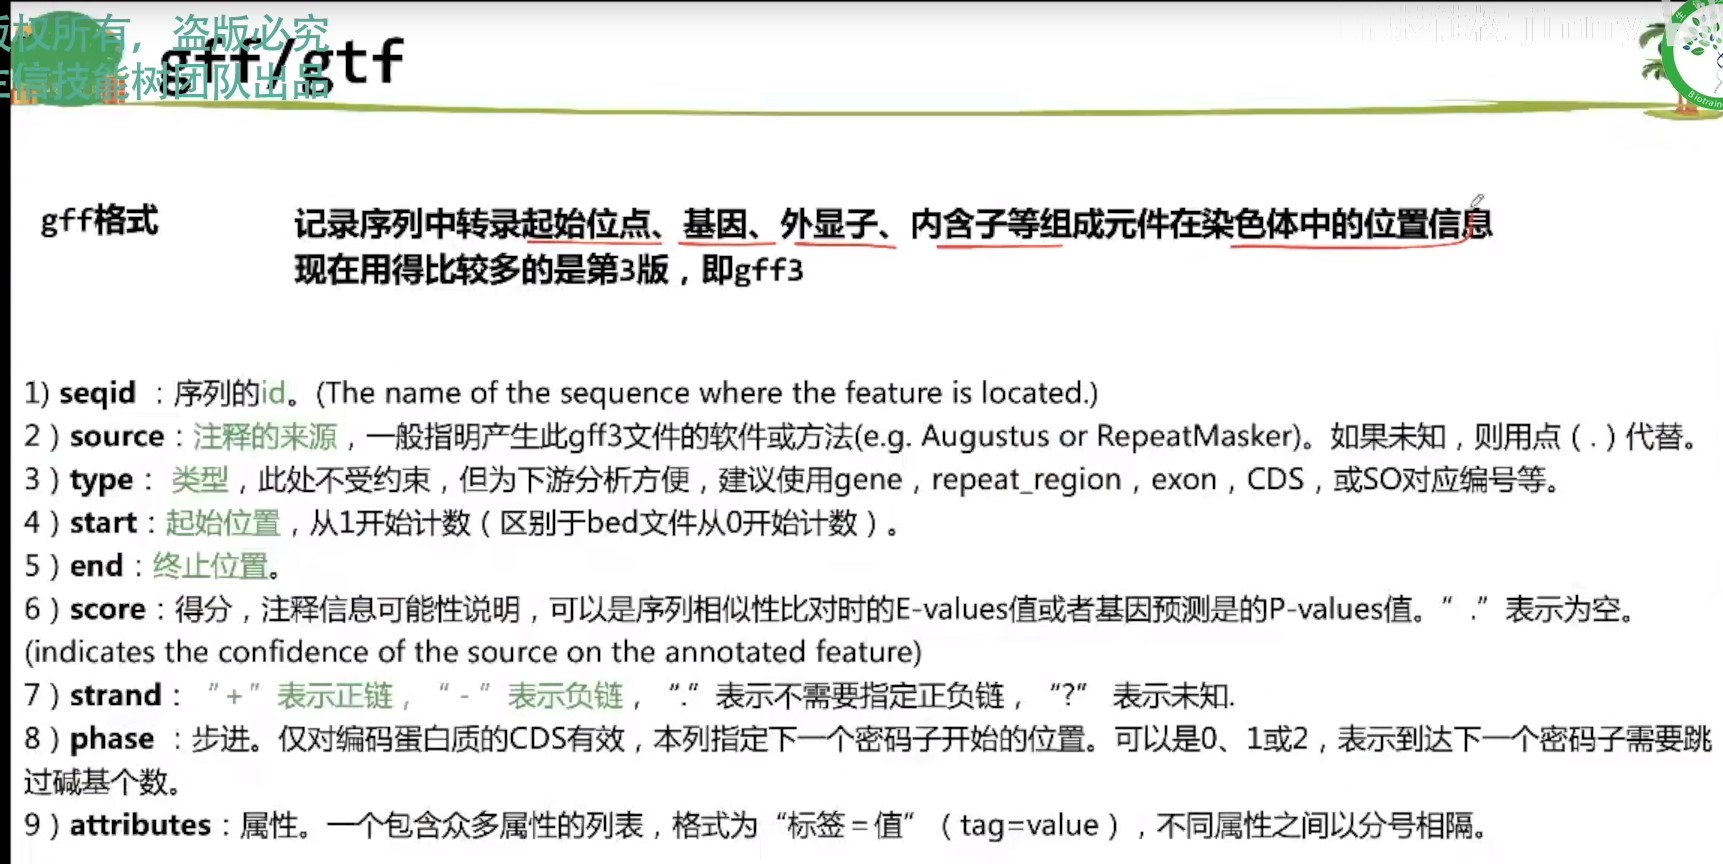 版权所有，盗版必究
生信技能树团队出品
gff/gtf
gff格式
记录序列中转录起始位点、基因、外显子、内含子等组成元件在染色体中的位置信息
现在用得比较多的是第3版，即gff3
1) seqid ：序列的id。(The name of the sequence where the feature is located.)
2）source：注释的来源，一般指明产生此gff3文件的软件或方法(e.g. Augustus or RepeatMasker)。如果未知，则用点（.）代替。
3）type： 类型，此处不受约束，但为下游分析方便，建议使用gene，repeat_region，exon，CDS，或SO对应编号等。
4）start：起始位置，从1开始计数（区别于bed文件从0开始计数）。
5）end：终止位置。
6）score：得分，注释信息可能性说明，可以是序列相似性比对时的E-values值或者基因预测是的P-values值。“.”表示为空。
(indicates the confidence of the source on the annotated feature)
7）strand：“+”表示正链，“-”表示负链，“.”表示不需要指定正负链，“?” 表示未知.
8）phase ：步进。仅对编码蛋白质的CDS有效，本列指定下一个密码子开始的位置。可以是0、1或2，表示到达下一个密码子需要跳
过碱基个数。
9）attributes：属性。一个包含众多属性的列表，格式为“标签＝值”（tag=value），不同属性之间以分号相隔。